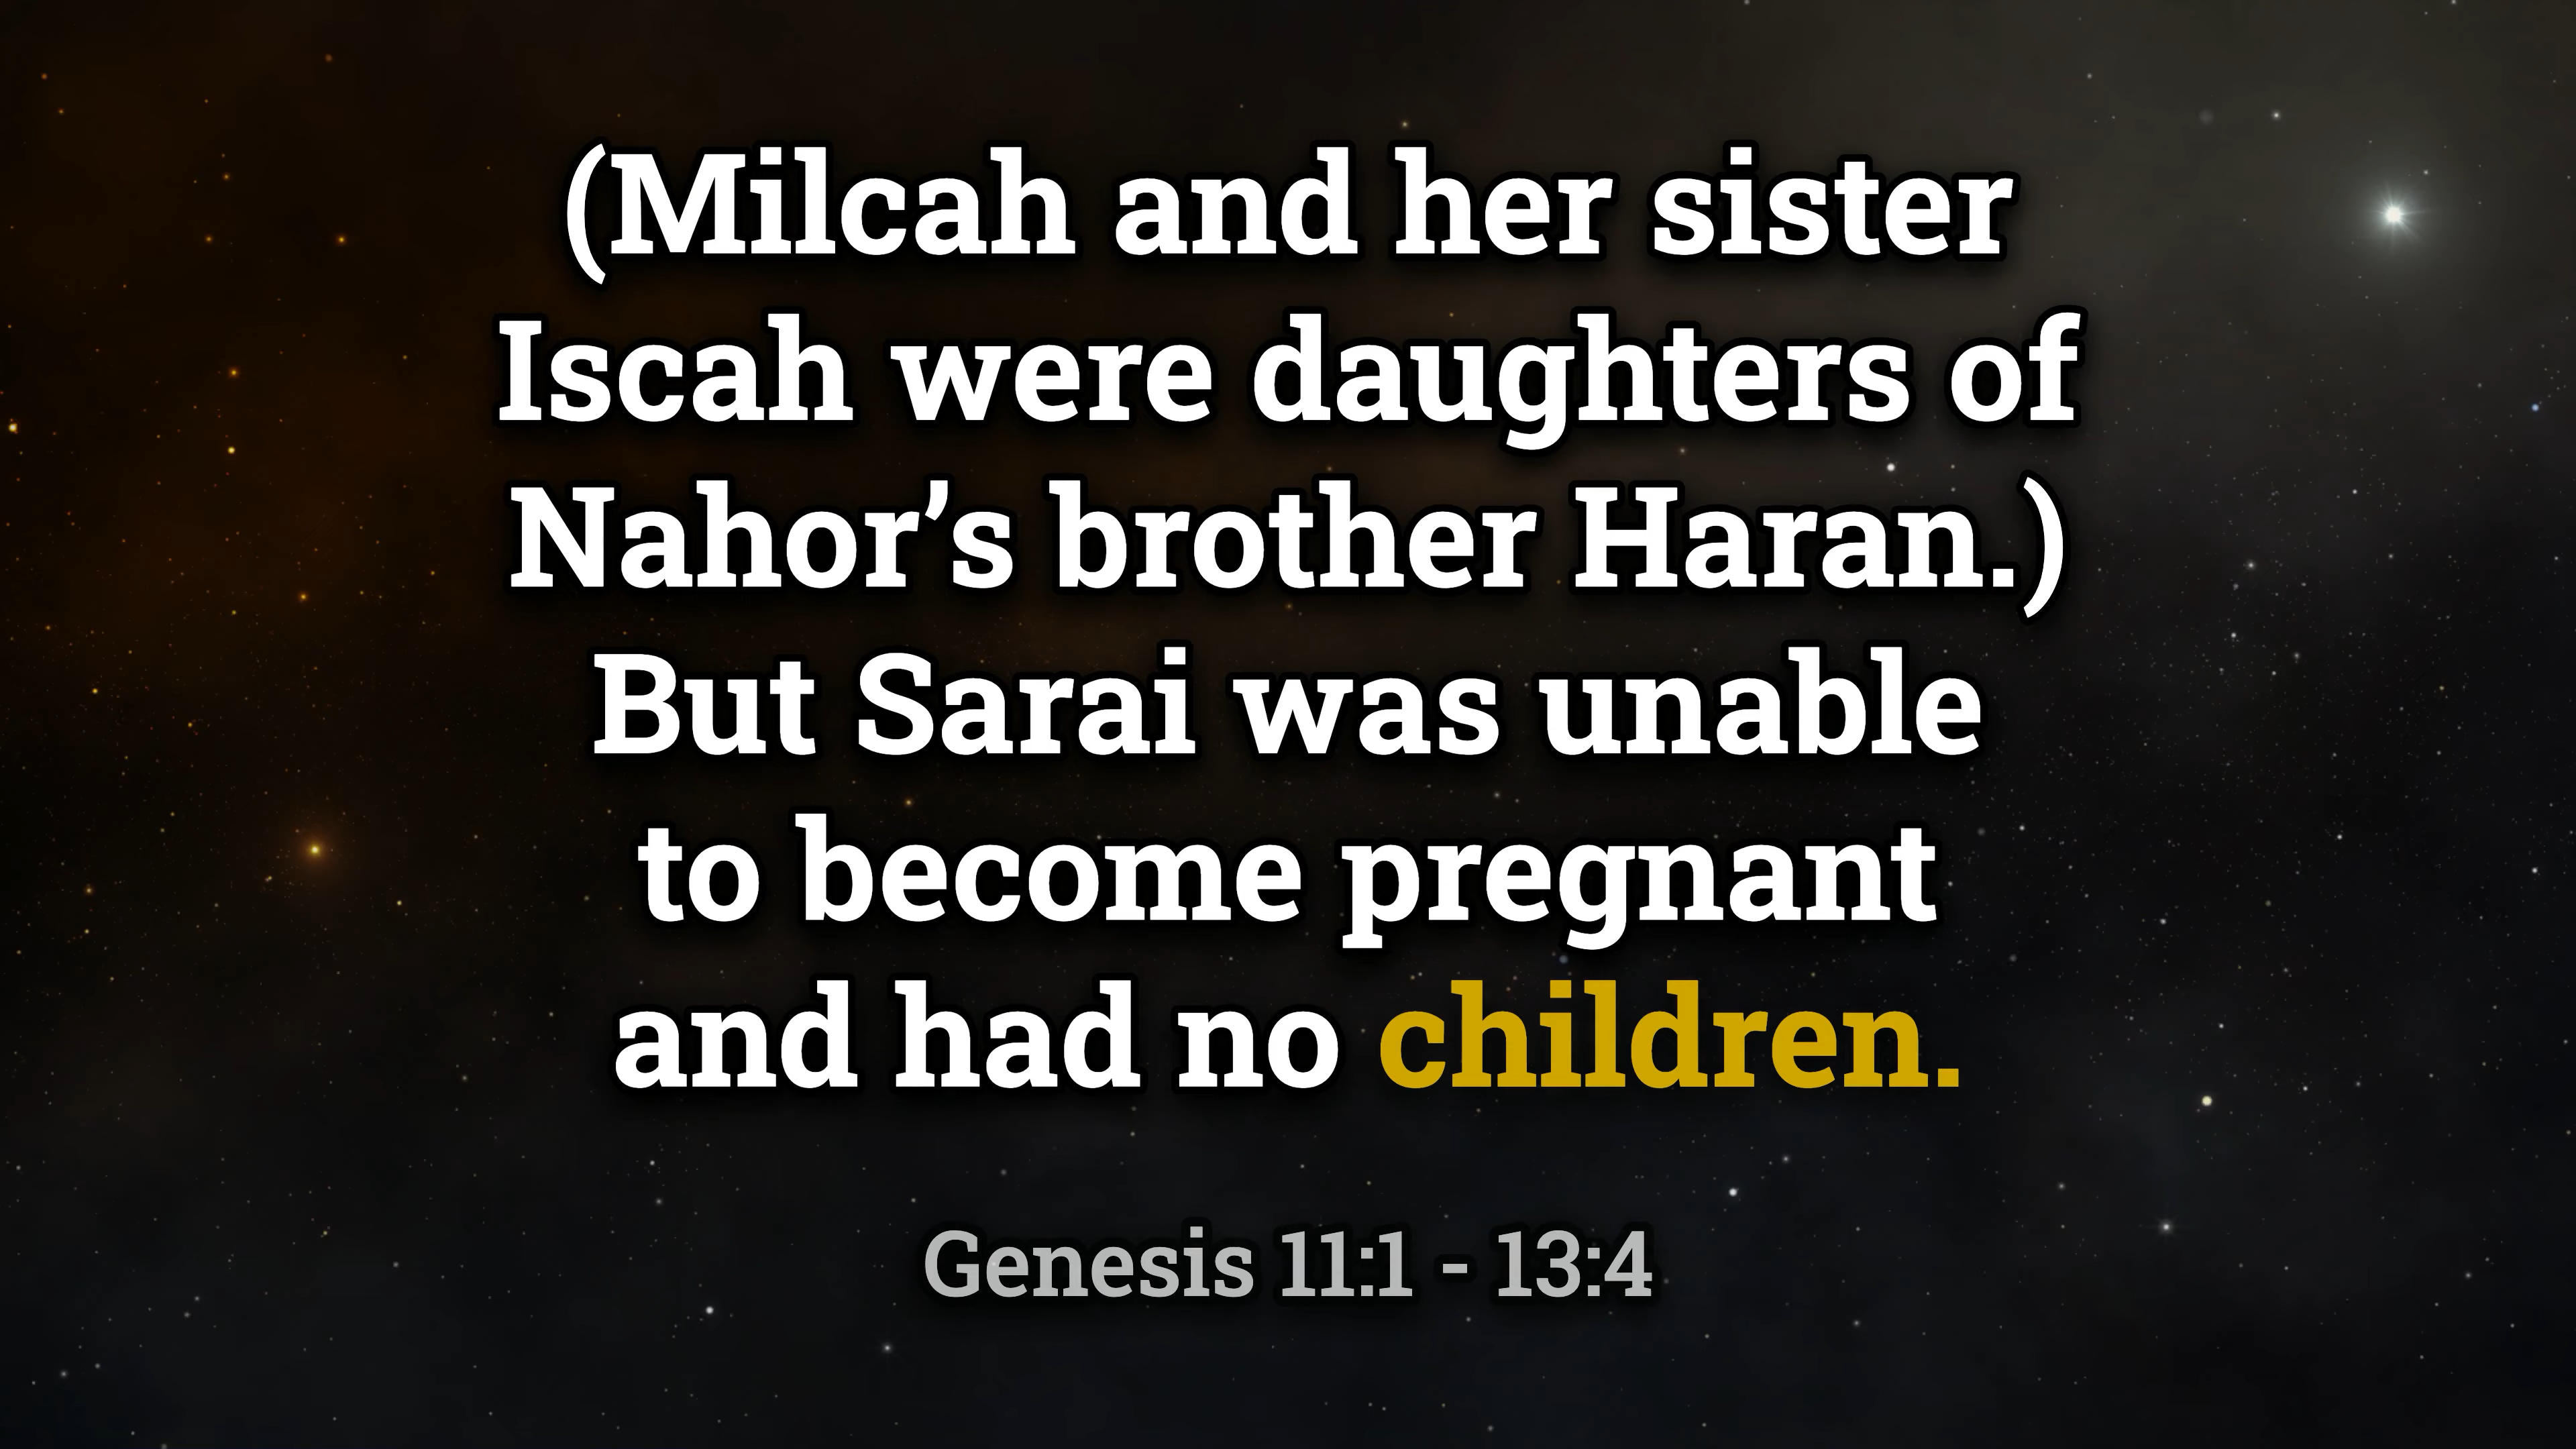 (Milcah and her sister
Iscah were daughters of
Nahor’s brother Haran.)
But Sarai was unable
to become pregnant
and had no children.
Genesis 11:1 - 13:4